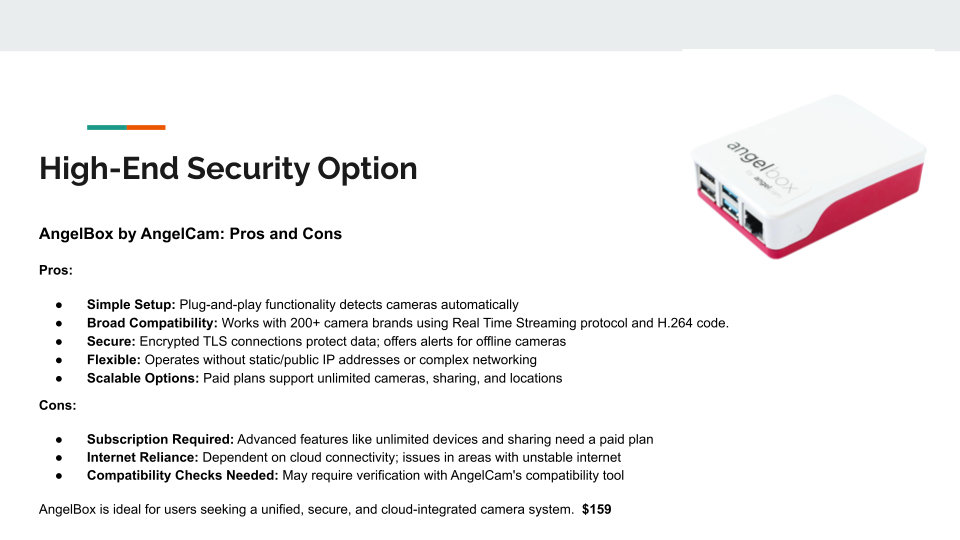 angelbox
by angelcam
High-End Security Option
AngelBox by AngelCam: Pros and Cons
Pros:
● Simple Setup: Plug-and-play functionality detects cameras automatically
● Broad Compatibility: Works with 200+ camera brands using Real Time Streaming protocol and H.264 code.
● Secure: Encrypted TLS connections protect data; offers alerts for offline cameras
● Flexible: Operates without static/public IP addresses or complex networking
● Scalable Options: Paid plans support unlimited cameras, sharing, and locations
Cons:
● Subscription Required: Advanced features like unlimited devices and sharing need a paid plan
● Internet Reliance: Dependent on cloud connectivity; issues in areas with unstable internet
● Compatibility Checks Needed: May require verification with AngelCam's compatibility tool
AngelBox is ideal for users seeking a unified, secure, and cloud-integrated camera system. $159